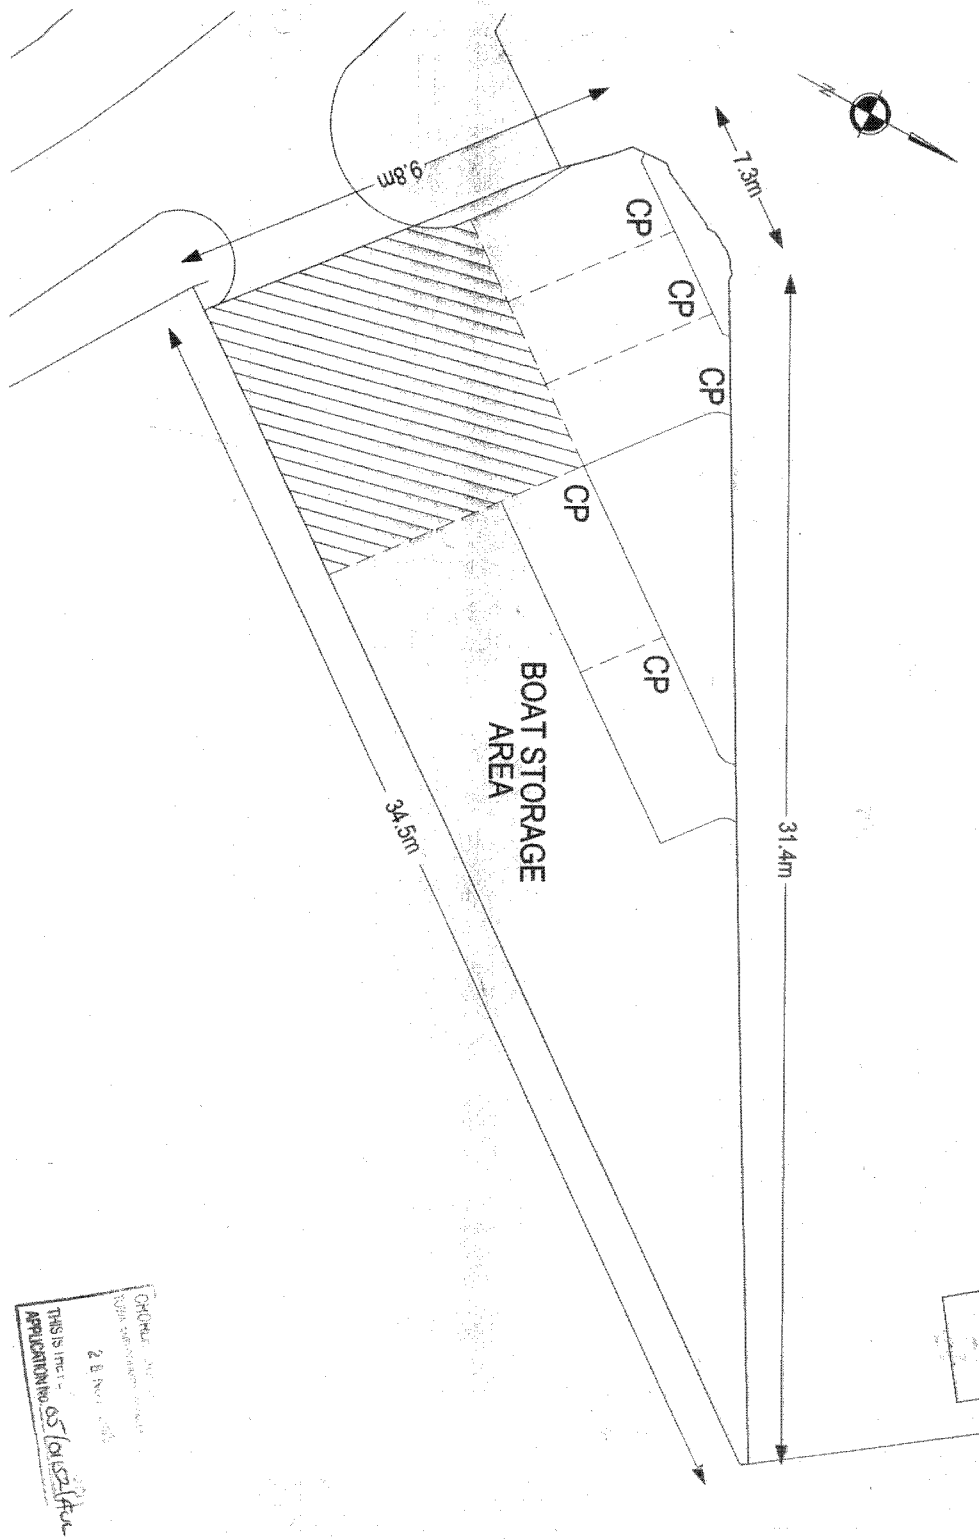 N
7.3m
9.8m
CP
CP
CP
CP
CP
BOAT STORAGE
AREA
31.4m
34.5m
THIS IS
APPLICATION NO.